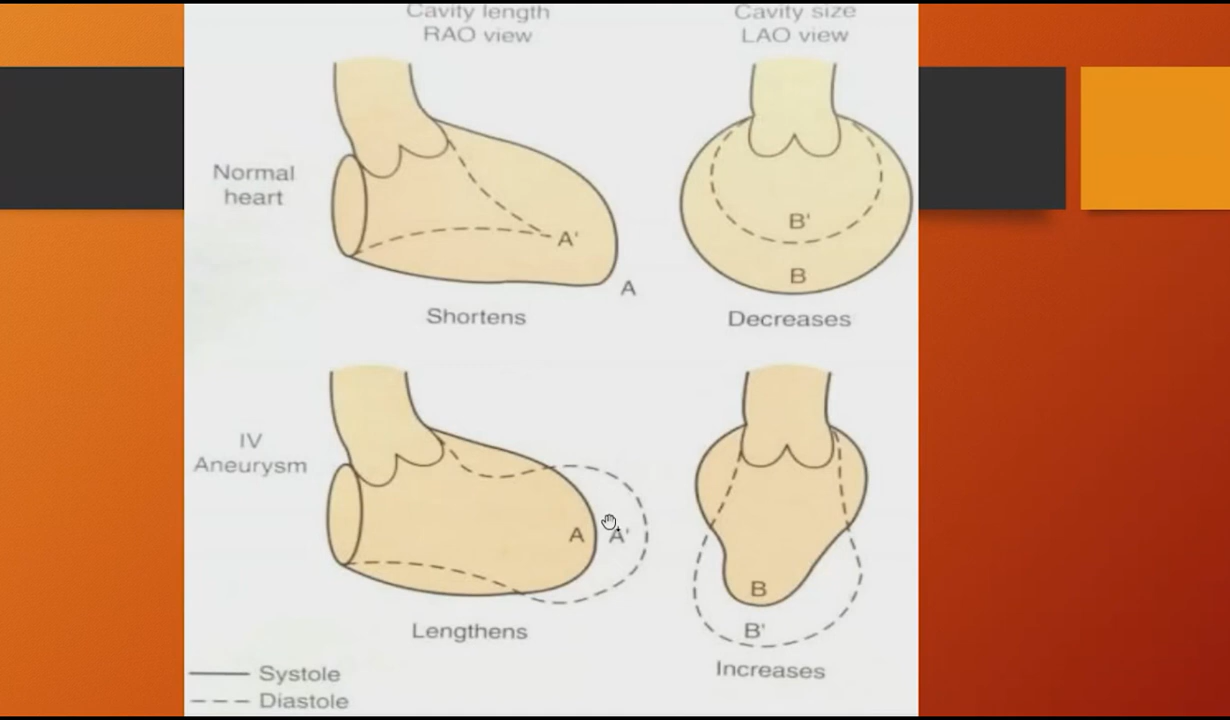 Cavity length
RAO view
Cavity size
LAO view
Normal
heart
A'
A
B'
B
Shortens
Decreases
IV
Aneurysm
A
A'
B
B'
Lengthens
Increases
Systole
Diastole